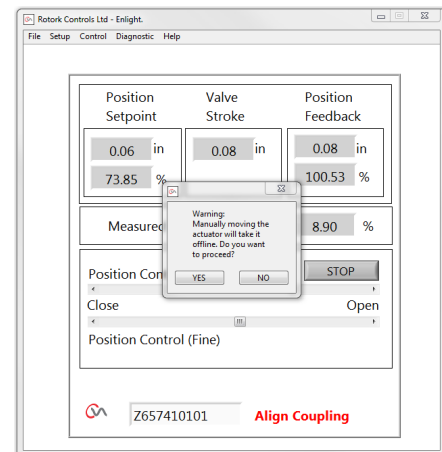 Rotork Controls Ltd - Enlight.
File Setup Control Diagnostic Help
Position Setpoint
Valve Stroke
Position Feedback
0.06 in
0.08 in
0.08 in
73.85 %
100.53 %
Warning:
Manually moving the
actuator will take it
offline. Do you want
to proceed?
YES NO
Measured
8.90 %
Position Con
STOP
Close Open
Position Control (Fine)
Z657410101
Align Coupling